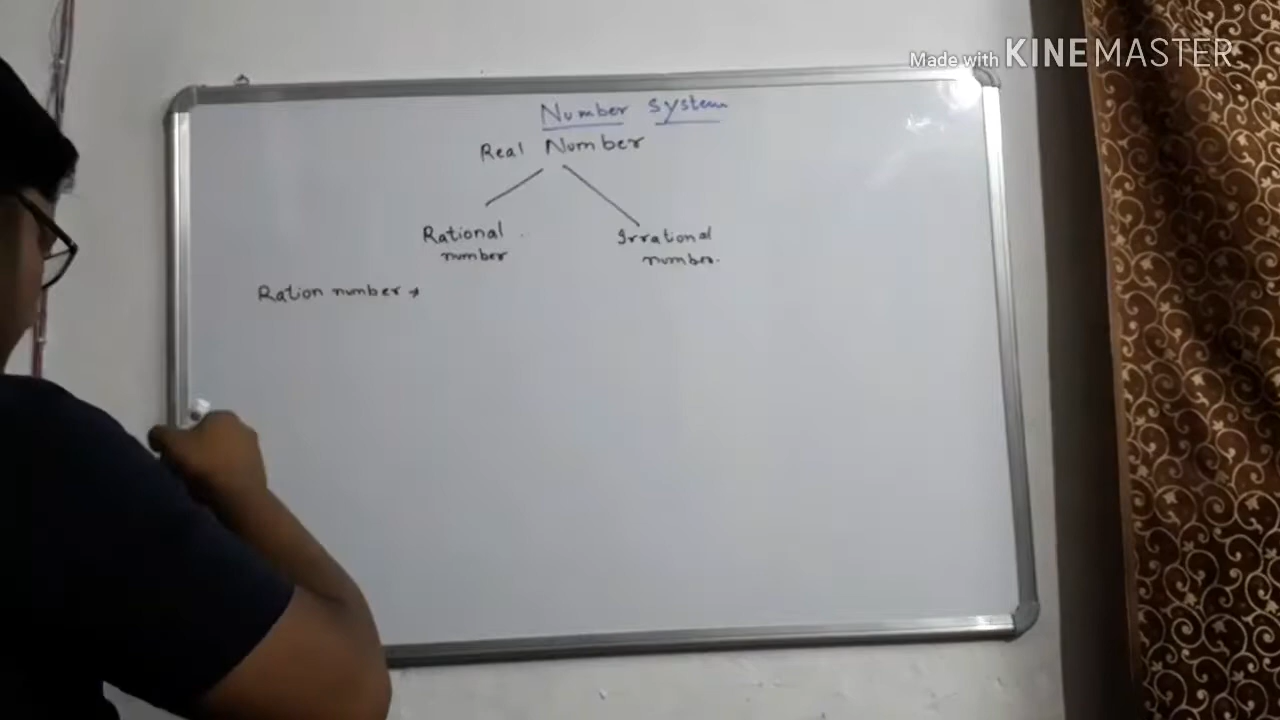 Made with KINEMASTER
Number system
Real Number
Rational Irrational
number number.
Ration number →